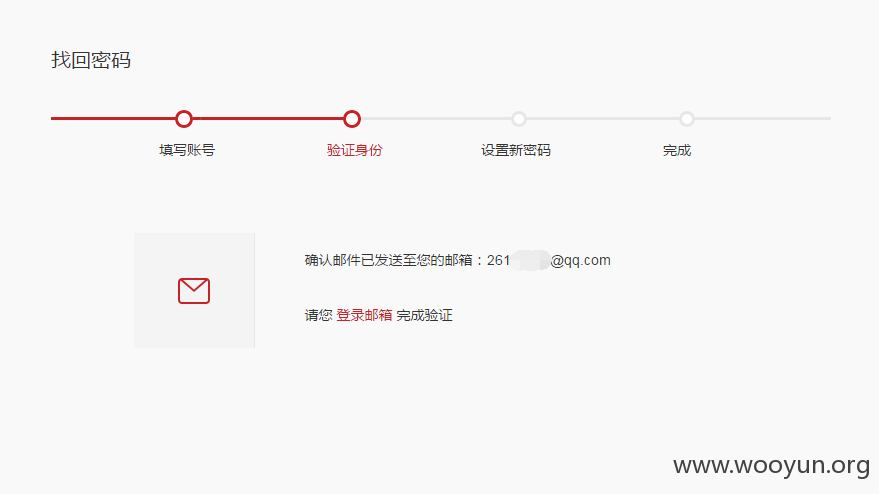 找回密码
填写账号
验证身份
设置新密码
完成
确认邮件已发送至您的邮箱：261 @qq.com
请您 登录邮箱 完成验证
www.wooyun.org